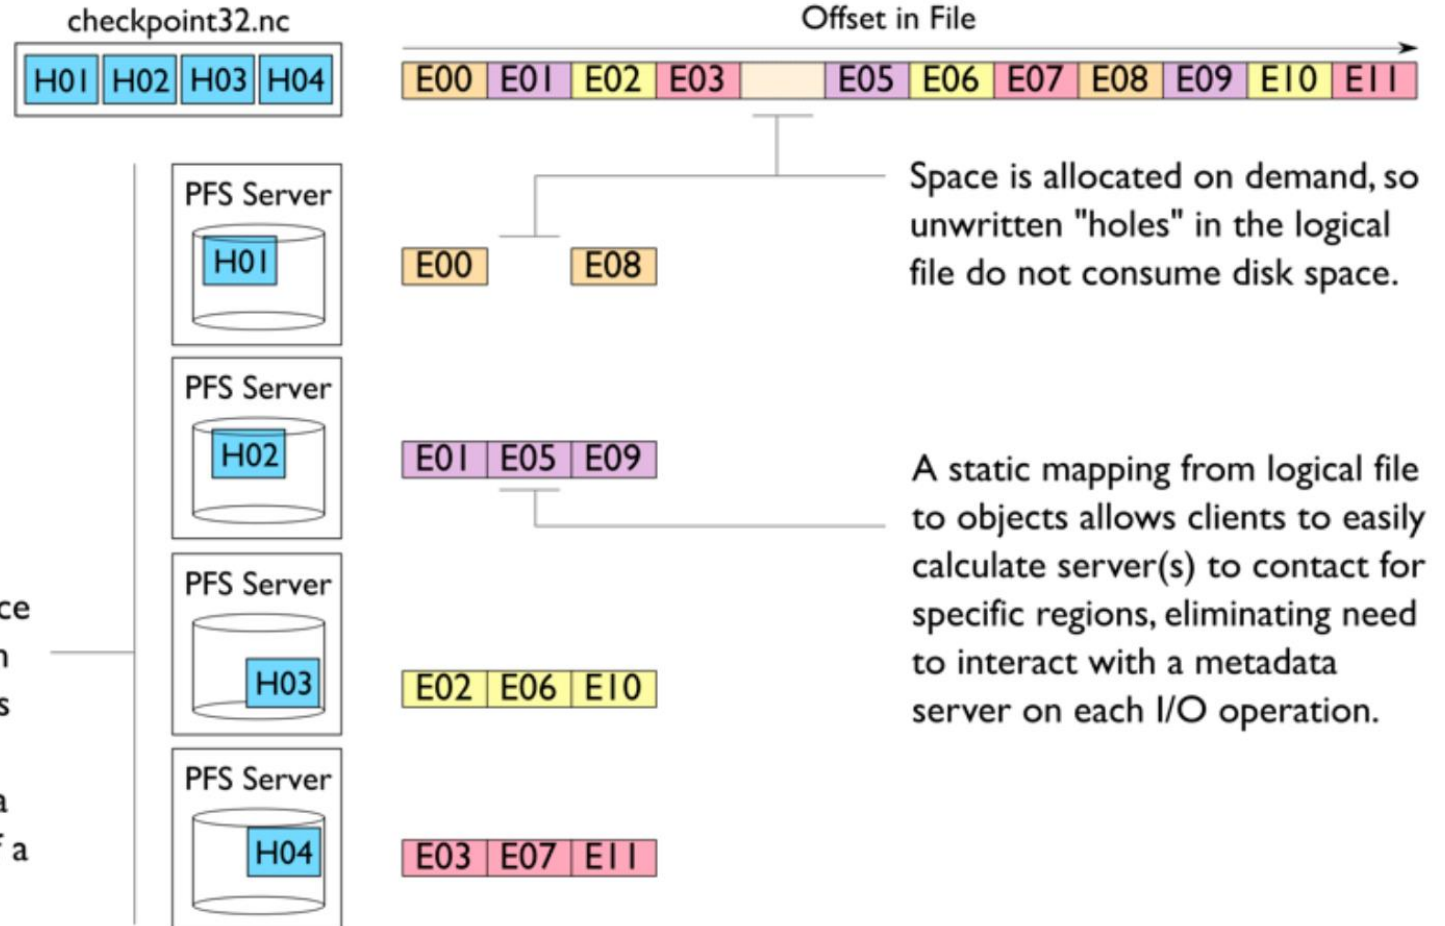 checkpoint32.nc
Offset in File
H01 H02 H03 H04
E00 E01 E02 E03 E05 E06 E07 E08 E09 E10 E11
PFS Server
H01
E00 E08
Space is allocated on demand, so
unwritten "holes" in the logical
file do not consume disk space.
PFS Server
H02
E01 E05 E09
A static mapping from logical file
to objects allows clients to easily
calculate server(s) to contact for
specific regions, eliminating need
to interact with a metadata
server on each I/O operation.
PFS Server
H03
E02 E06 E10
PFS Server
H04
E03 E07 E11
a